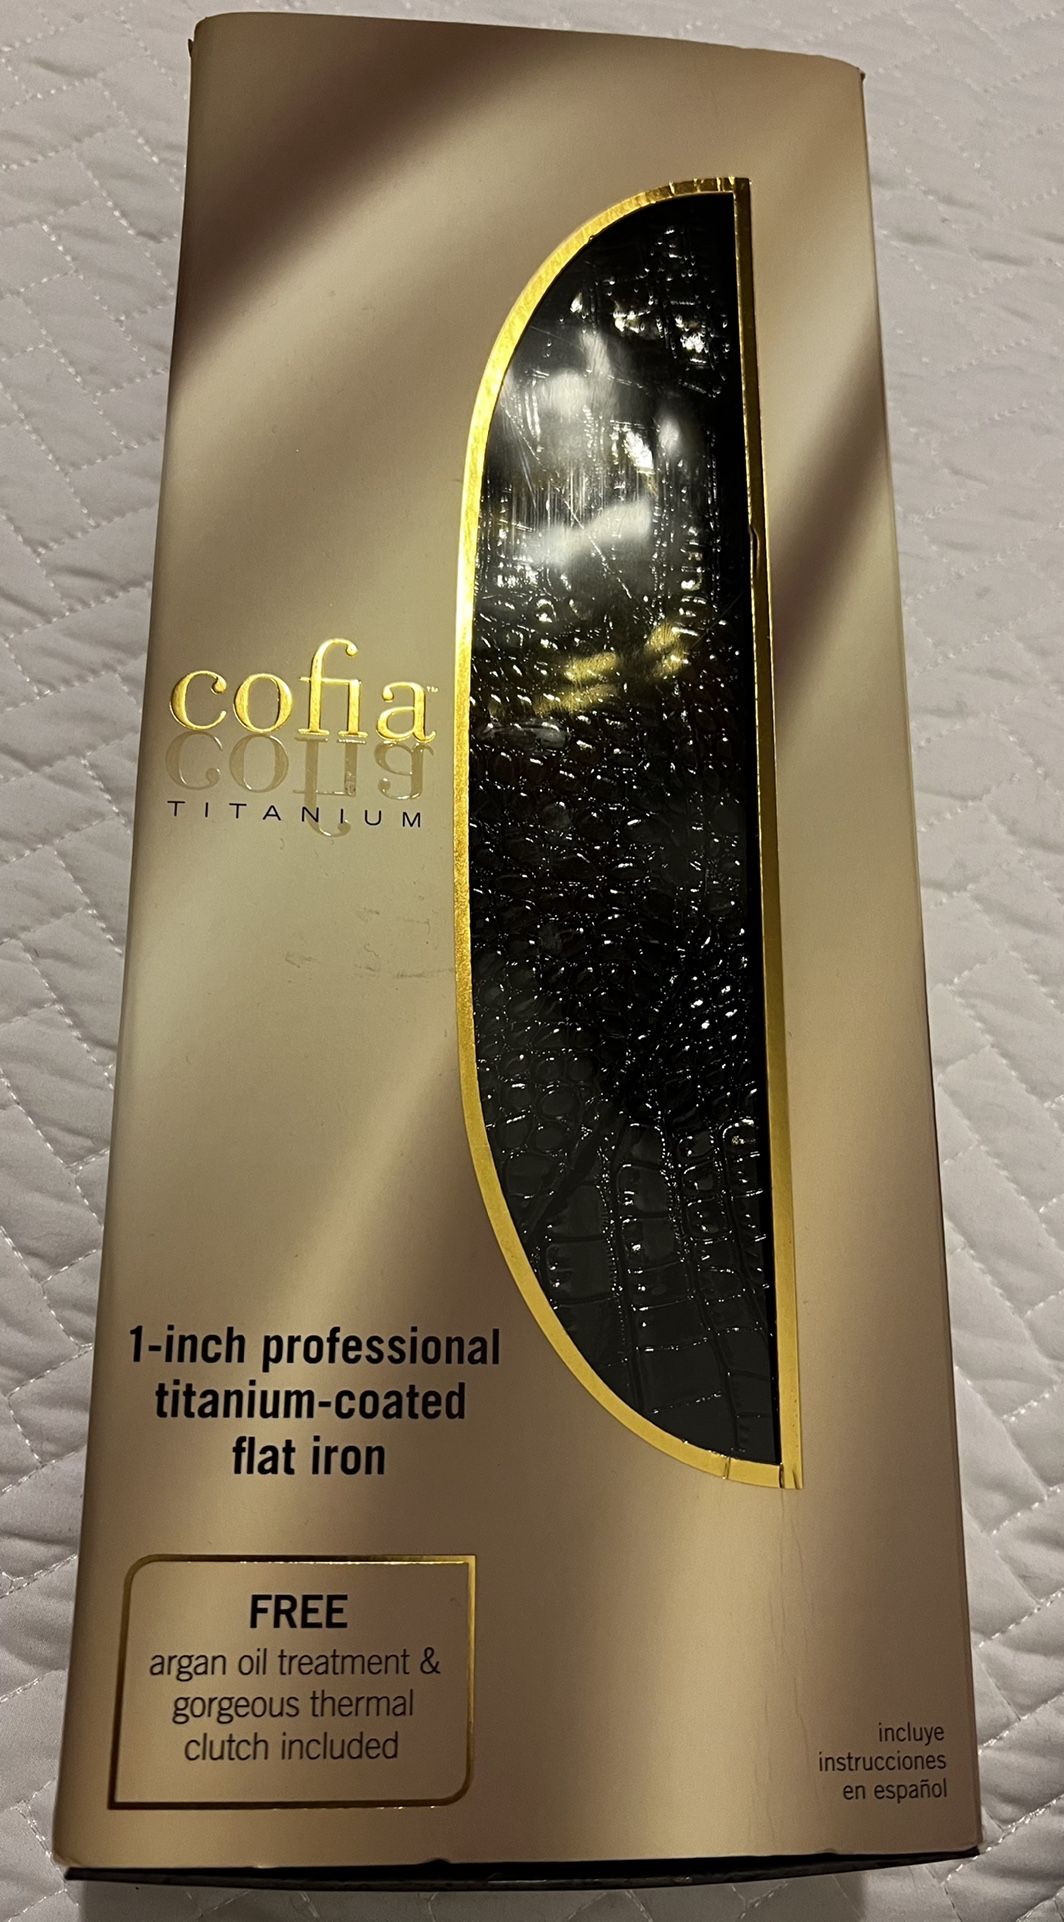 cofia™
TITANIUM
1-inch professional
titanium-coated
flat iron
FREE
argan oil treatment &
gorgeous thermal
clutch included
incluye
instrucciones
en español